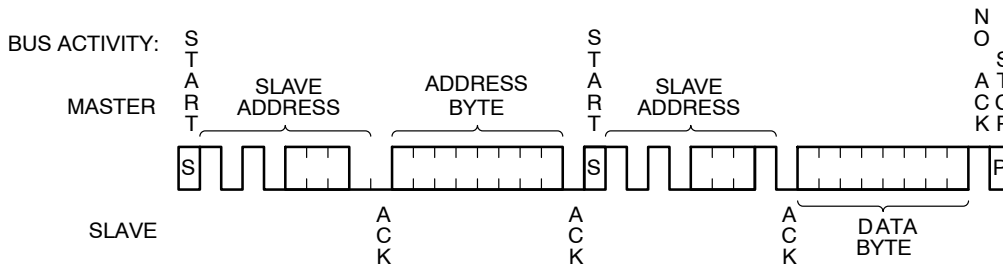 BUS ACTIVITY:
MASTER
START
SLAVE
ADDRESS
ADDRESS
BYTE
START
SLAVE
ADDRESS
NO ACK
STOP
S
S
P
SLAVE
ACK
ACK
ACK
DATA
BYTE